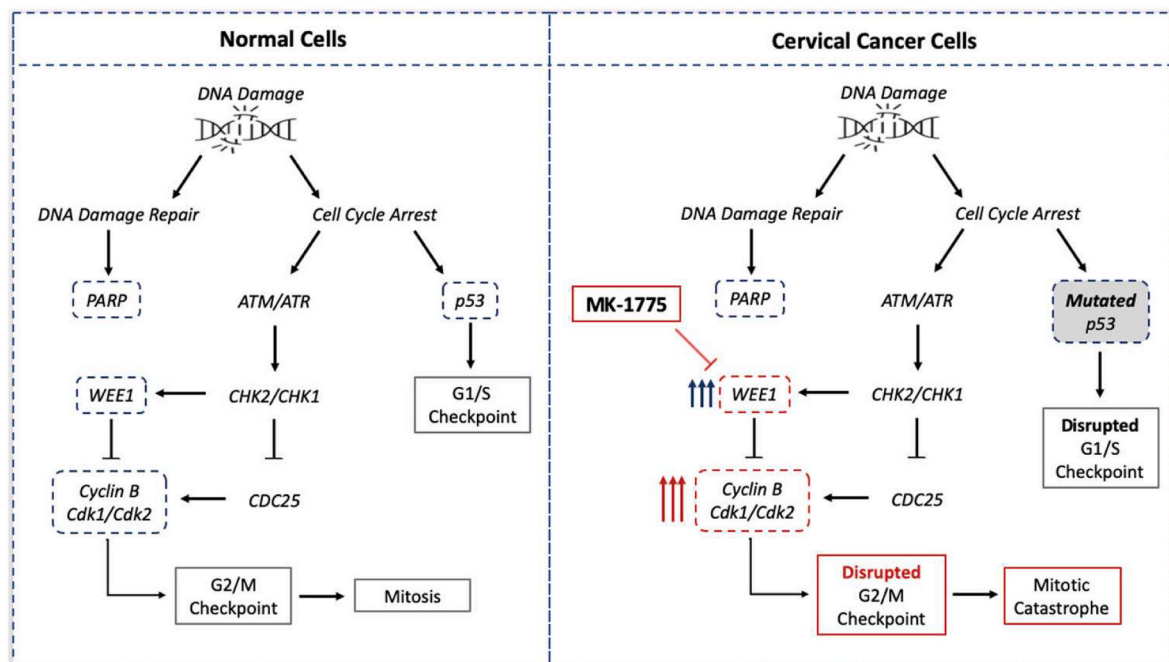 Normal Cells
DNA Damage
DNA Damage Repair
Cell Cycle Arrest
PARP
ATM/ATR
p53
WEE1
CHK2/CHK1
G1/S
Checkpoint
Cyclin B
Cdk1/Cdk2
CDC25
G2/M
Checkpoint
Mitosis
Cervical Cancer Cells
DNA Damage
DNA Damage Repair
Cell Cycle Arrest
MK-1775
PARP
ATM/ATR
Mutated
p53
WEE1
CHK2/CHK1
Disrupted
G1/S
Checkpoint
Cyclin B
Cdk1/Cdk2
CDC25
Disrupted
G2/M
Checkpoint
Mitotic
Catastrophe